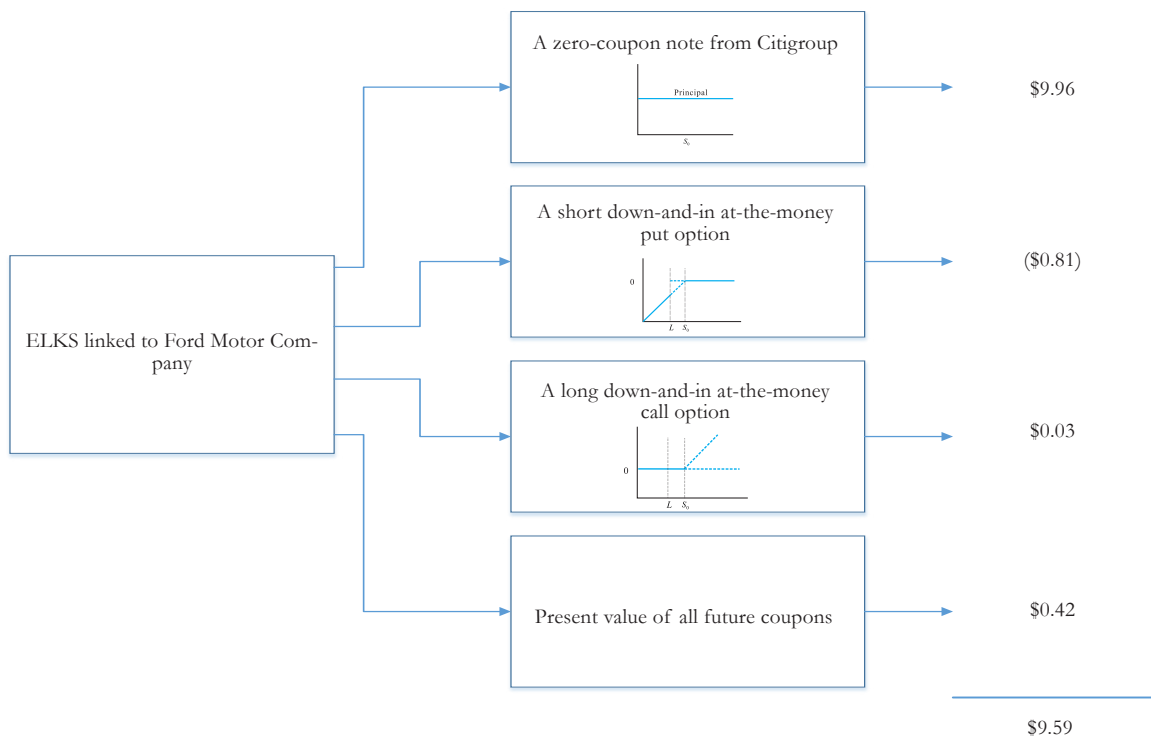 A zero-coupon note from Citigroup
Principal
S₀
$9.96
A short down-and-in at-the-money
put option
0
L
S₀
($0.81)
ELKS linked to Ford Motor Com-
pany
A long down-and-in at-the-money
call option
0
L
S₀
$0.03
Present value of all future coupons
$0.42
$9.59